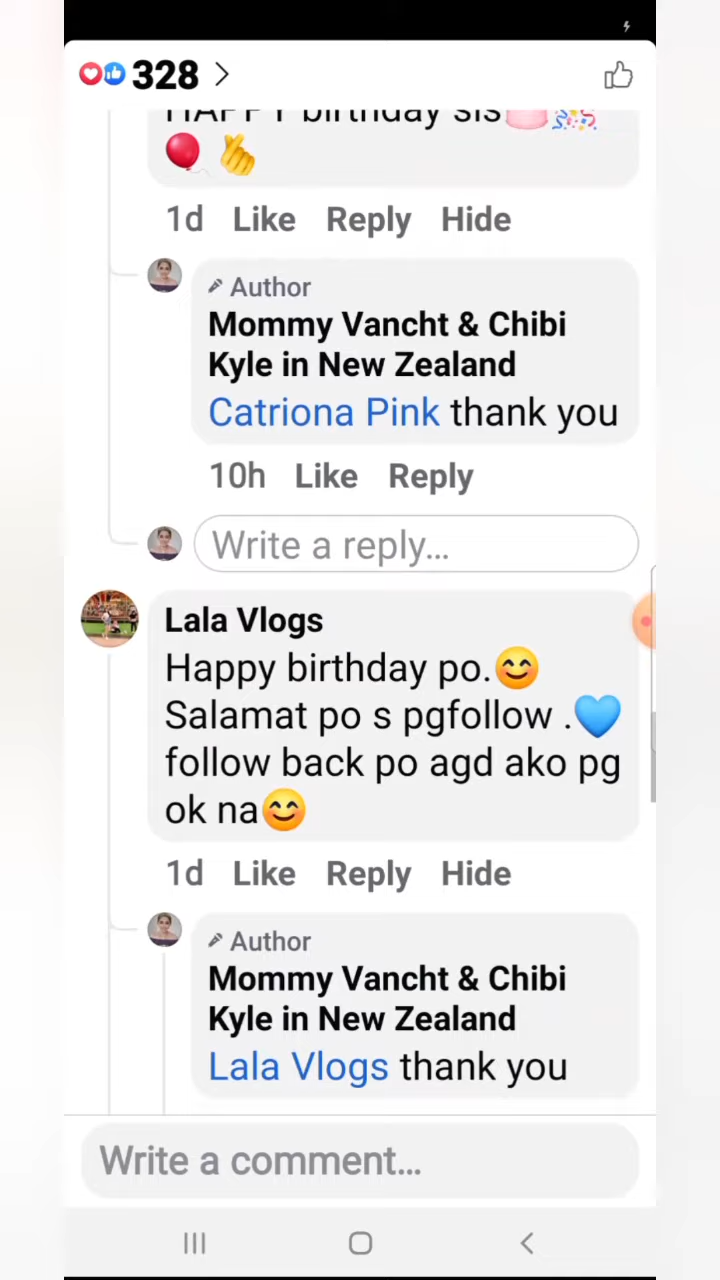 328
HAPPY birthday sis
1d Like Reply Hide
Author
Mommy Vancht & Chibi
Kyle in New Zealand
Catriona Pink thank you
10h Like Reply
Write a reply...
Lala Vlogs
Happy birthday po.😊
Salamat po s pgfollow .💙
follow back po agd ako pg
ok na😊
1d Like Reply Hide
Author
Mommy Vancht & Chibi
Kyle in New Zealand
Lala Vlogs thank you
Write a comment...